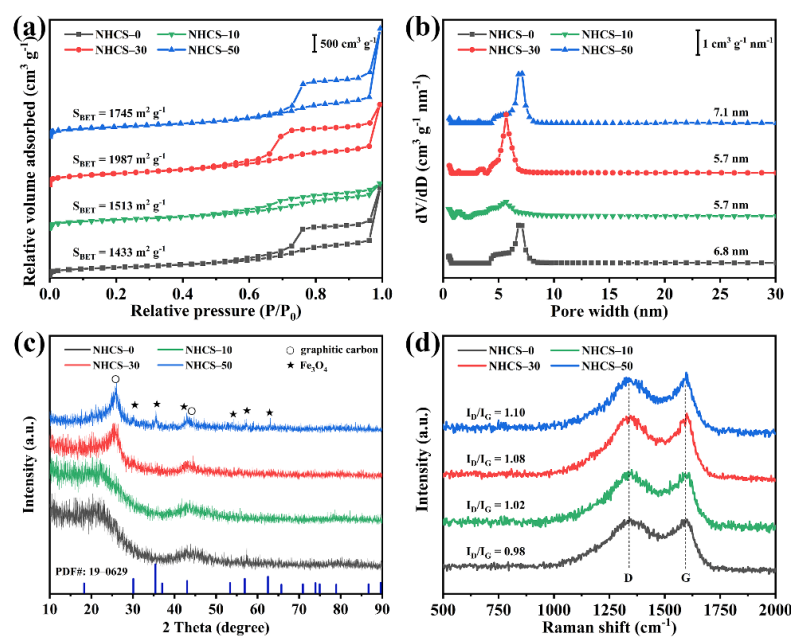 (a)
NHCS–0 NHCS–10
NHCS–30 NHCS–50
500 cm³ g⁻¹
S_BET = 1745 m² g⁻¹
S_BET = 1987 m² g⁻¹
S_BET = 1513 m² g⁻¹
S_BET = 1433 m² g⁻¹
Relative volume adsorbed (cm³ g⁻¹)
0.0 0.2 0.4 0.6 0.8 1.0
Relative pressure (P/P₀)
(b)
NHCS–0 NHCS–10
NHCS–30 NHCS–50
1 cm³ g⁻¹ nm⁻¹
7.1 nm
5.7 nm
5.7 nm
6.8 nm
dV/dD (cm³ g⁻¹ nm⁻¹)
0 5 10 15 20 25 30
Pore width (nm)
(c)
NHCS–0 NHCS–10 graphitic carbon
NHCS–30 NHCS–50 Fe₃O₄
PDF#: 19–0629
Intensity (a.u.)
10 20 30 40 50 60 70 80 90
2 Theta (degree)
(d)
NHCS–0 NHCS–10
NHCS–30 NHCS–50
I_D/I_G = 1.10
I_D/I_G = 1.08
I_D/I_G = 1.02
I_D/I_G = 0.98
D G
Intensity (a.u.)
500 750 1000 1250 1500 1750 2000
Raman shift (cm⁻¹)